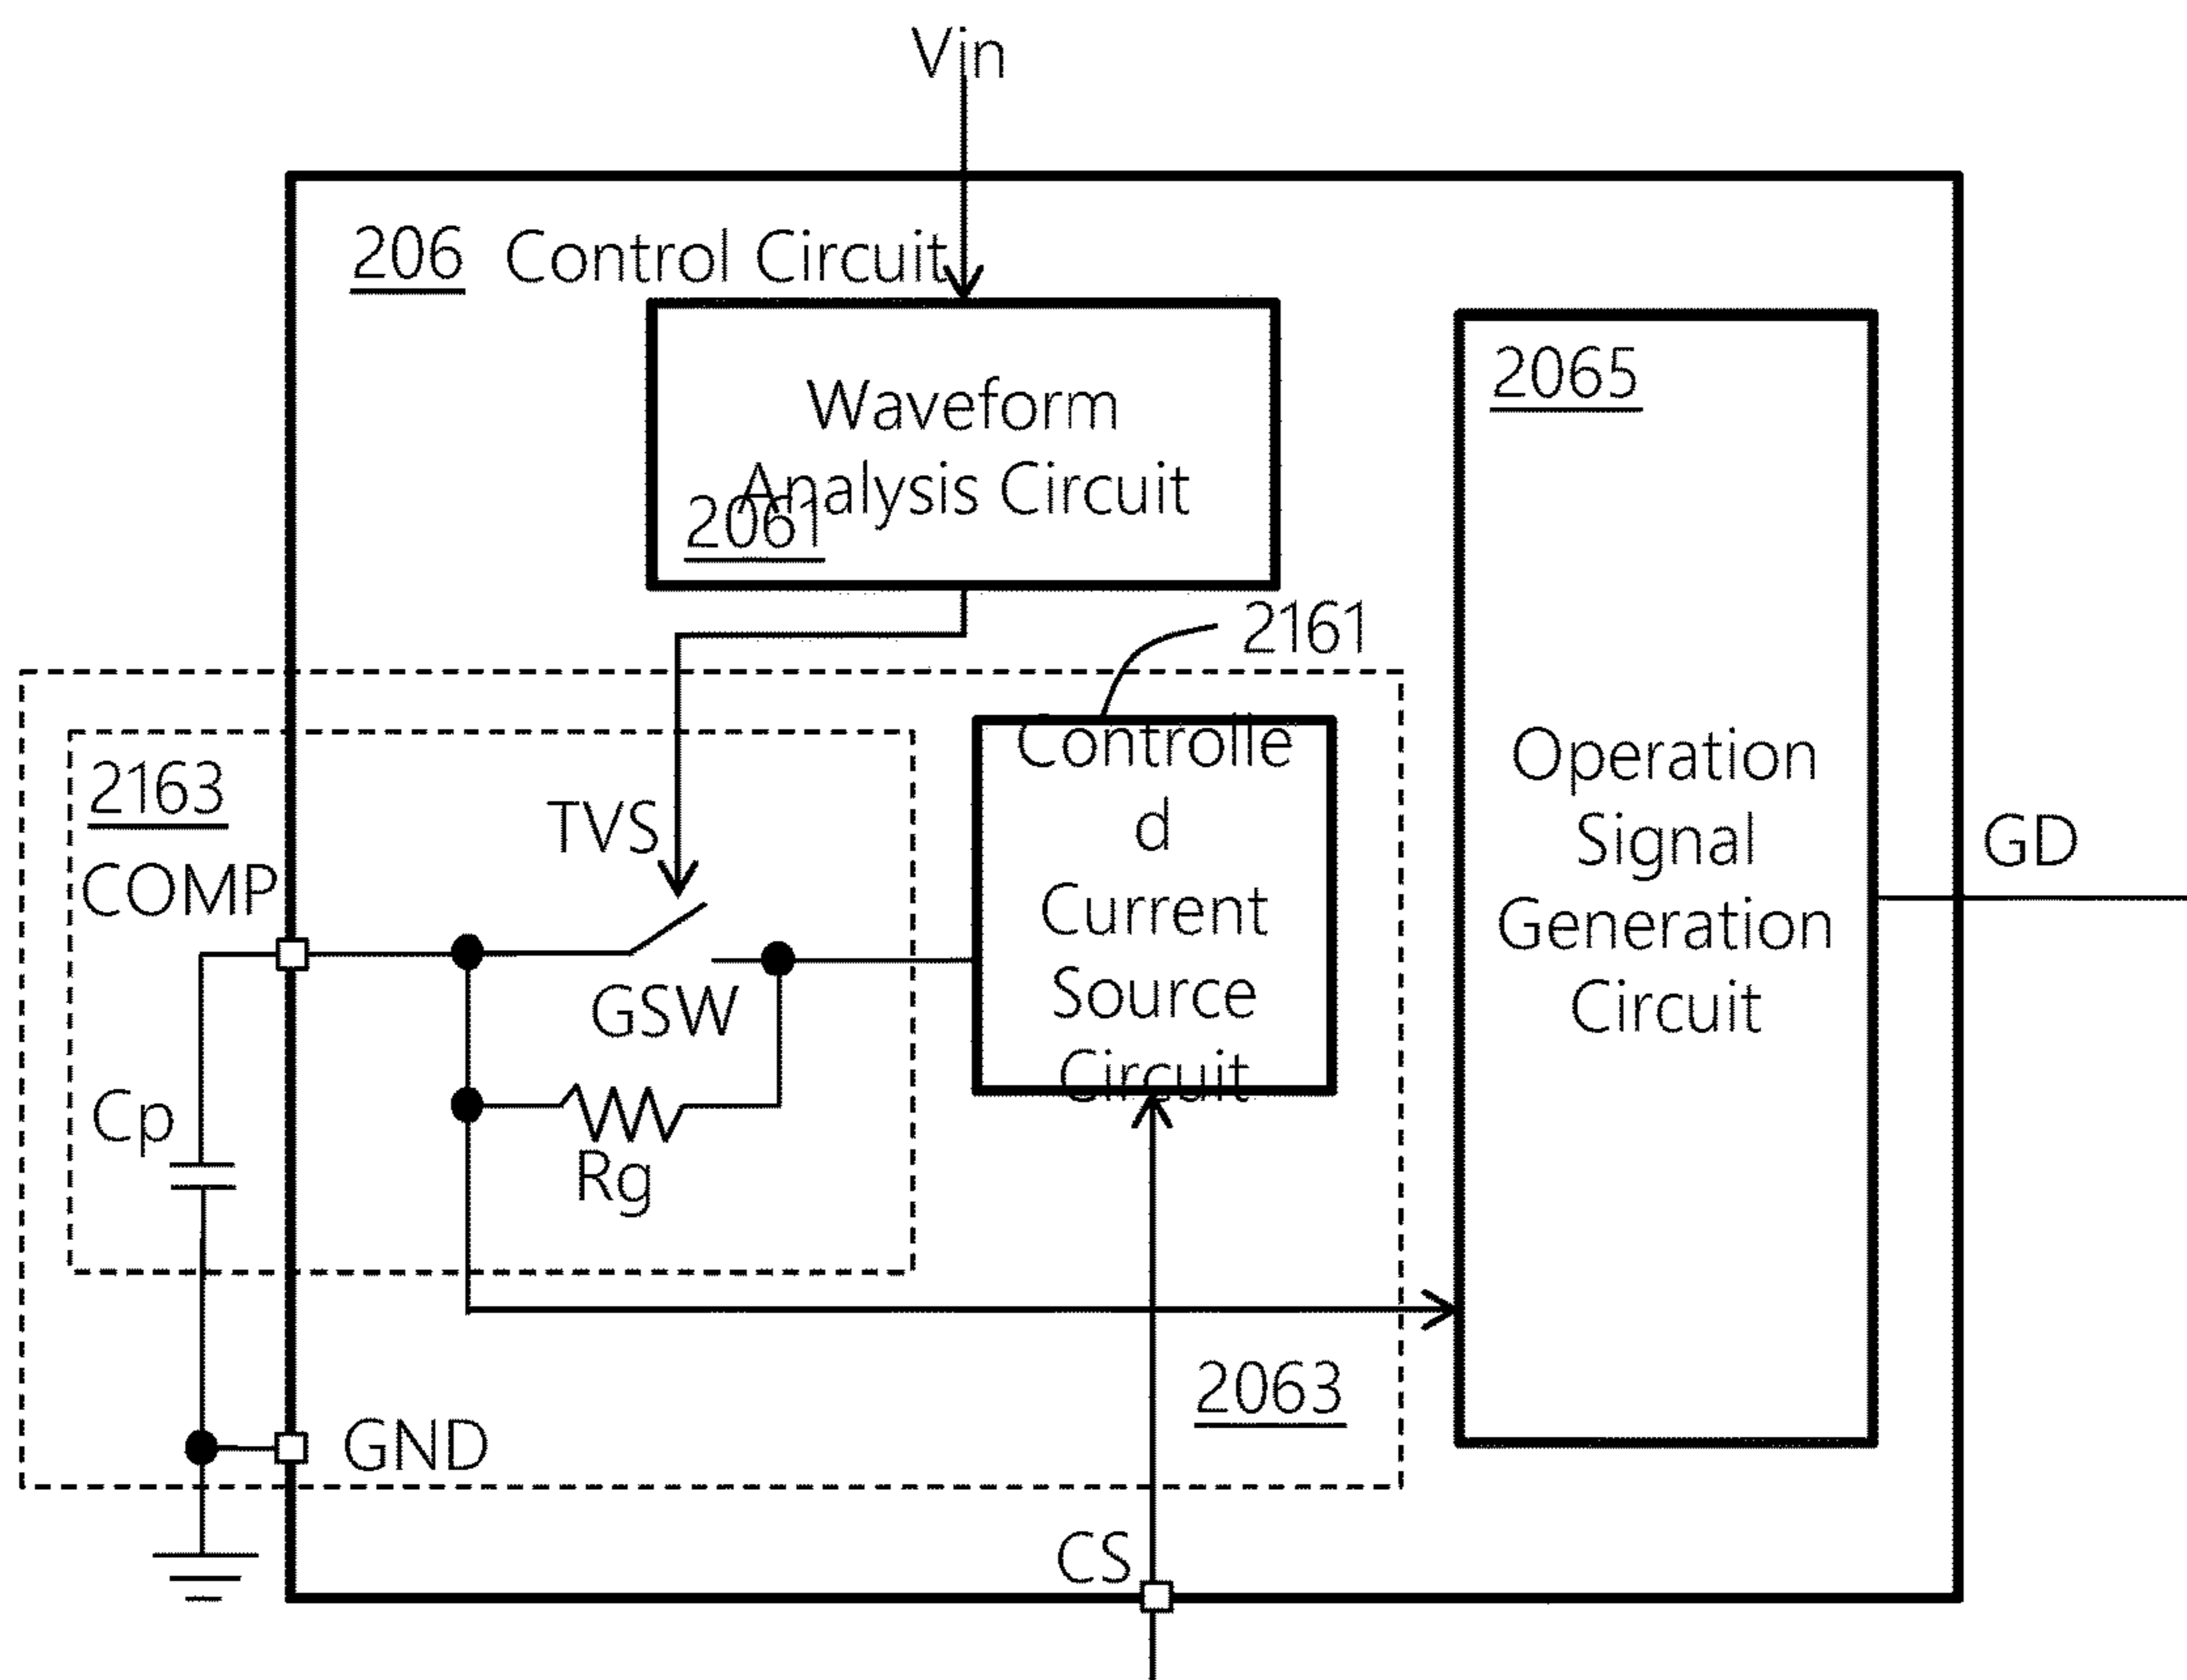 Vin
206 Control Circuit
Waveform
Analysis Circuit
2061
2065
2161
2163
TVS
COMP
GSW
Controlle
d
Current
Source
Circuit
Operation
Signal
Generation
Circuit
GD
Cp
Rg
2063
GND
CS